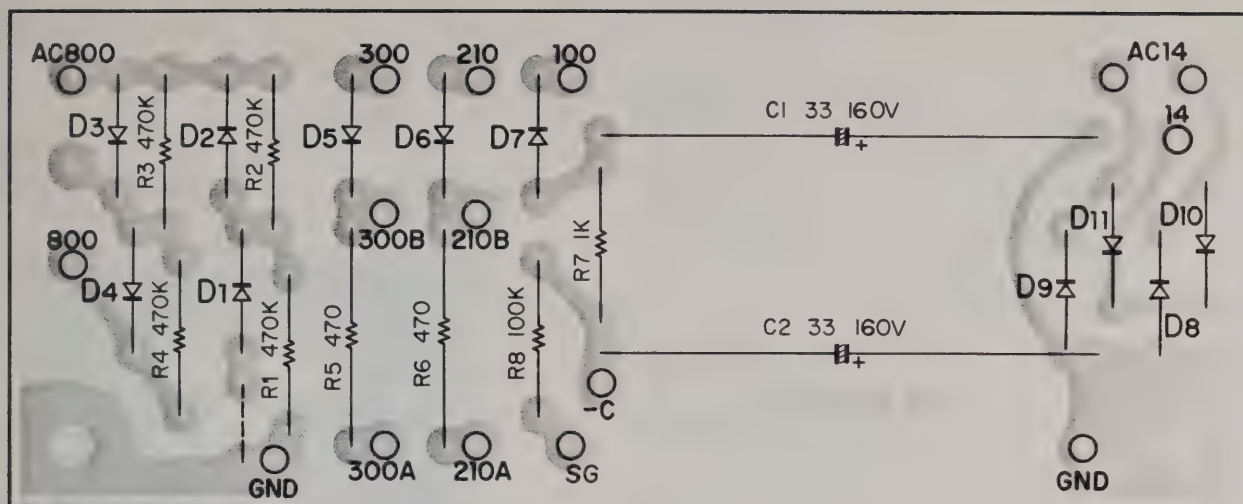 AC800
300
210
100
AC14
14
D3
R3 470K
D2
R2 470K
D5
D6
D7
C1 33 160V
+
800
300B
210B
R7 1K
D11
D10
D4
R4 470K
D1
R1 470K
R5 470
R6 470
R8 100K
D9
D8
C2 33 160V
+
-C
GND
300A
210A
SG
GND